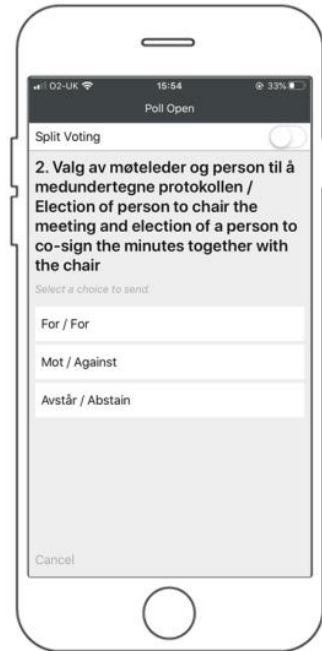 O2-UK 15:54 33%
Poll Open
Split Voting
2. Valg av møteleder og person til å
medundertegne protokollen /
Election of person to chair the
meeting and election of a person to
co-sign the minutes together with
the chair
Select a choice to send.
For / For
Mot / Against
Avstår / Abstain
Cancel